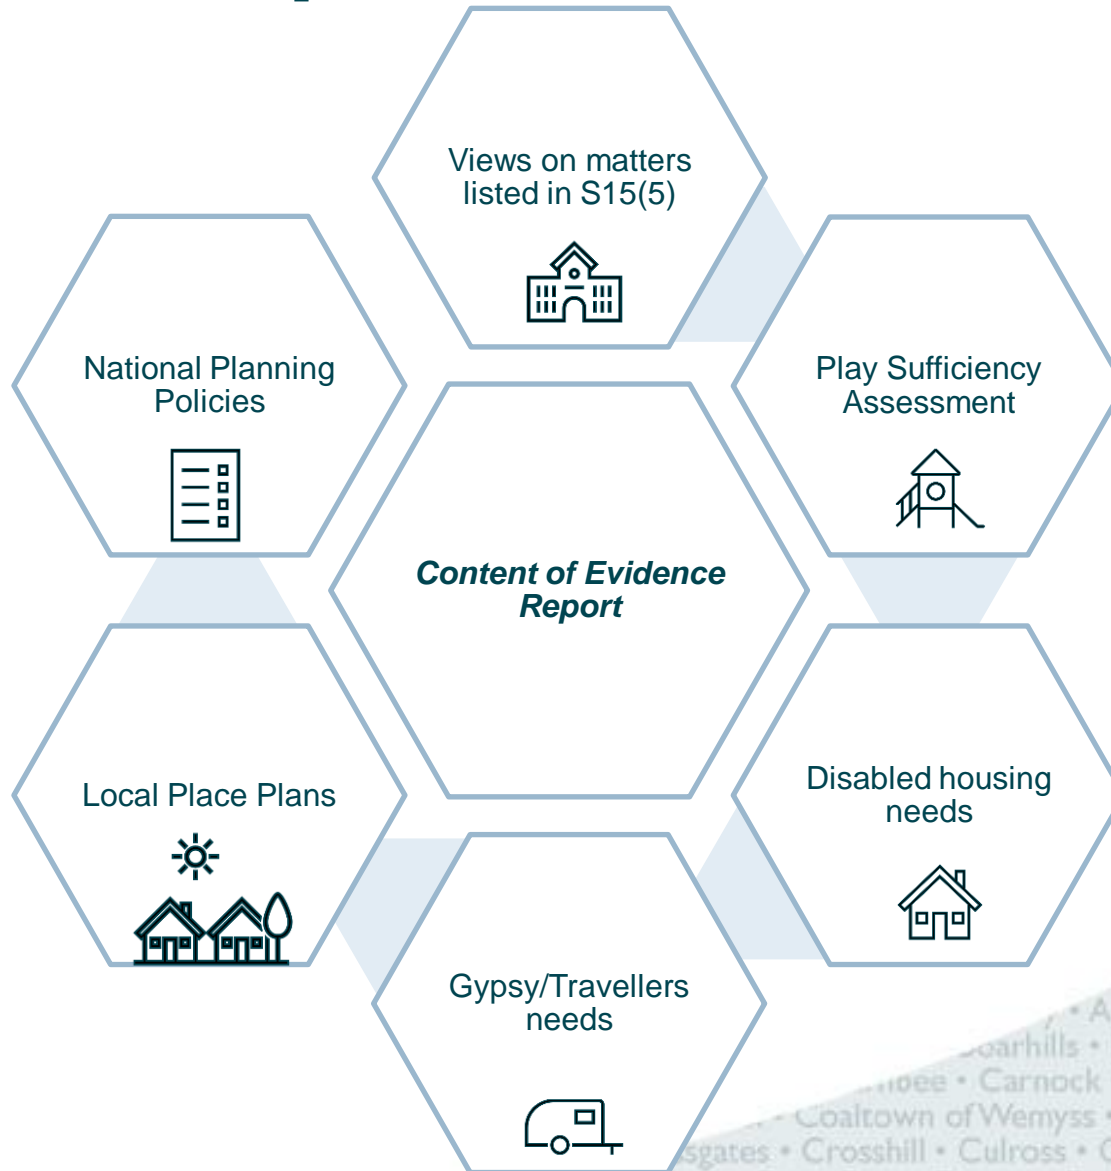 Views on matters
listed in S15(5)
National Planning
Policies
Play Sufficiency
Assessment
Content of Evidence
Report
Local Place Plans
Disabled housing
needs
Gypsy/Travellers
needs
• Carnock
Coaltown of Wemyss •
• Crosshill • Culross •